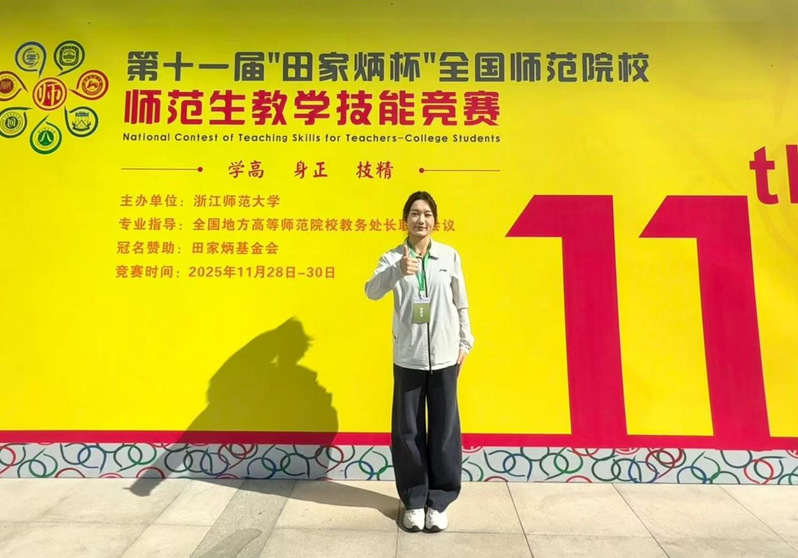 第十一届"田家炳杯"全国师范院校
师范生教学技能竞赛
National Contest of Teaching Skills for Teachers-College Students
学高 身正 技精
主办单位：浙江师范大学
专业指导：全国地方高等师范院校教务处长联 会议
冠名赞助：田家炳基金会
竞赛时间：2025年11月28日-30日
11th
师